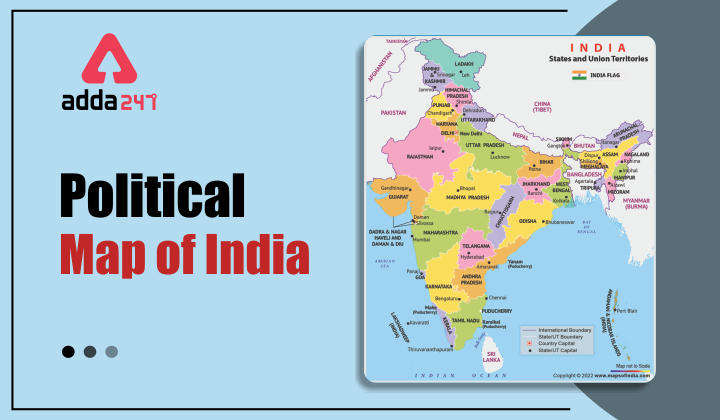 adda247
Political
Map of India
INDIA
States and Union Territories
INDIA FLAG
TAJIKISTAN
AFGHANISTAN
PAKISTAN
CHINA
(TIBET)
NEPAL
BHUTAN
BANGLADESH
MYANMAR
(BURMA)
SRI
LANKA
LADAKH
Leh
JAMMU
&
KASHMIR
Srinagar
Jammu
HIMACHAL
PRADESH
Shimla
PUNJAB
Chandigarh
Dehradun
UTTARAKHAND
HARYANA
DELHI
New Delhi
RAJASTHAN
Jaipur
UTTAR PRADESH
Lucknow
BIHAR
Patna
SIKKIM
Gangtok
ARUNACHAL
PRADESH
Itanagar
ASSAM
Dispur
NAGALAND
Kohima
Shillong
MEGHALAYA
Imphal
MANIPUR
Agartala
TRIPURA
Aizawl
MIZORAM
GUJARAT
Gandhinagar
Bhopal
MADHYA PRADESH
JHARKHAND
Ranchi
WEST
BENGAL
Kolkata
CHHATTISGARH
Raipur
ODISHA
Bhubaneswar
Daman
Silvassa
DADRA & NAGAR
HAVELI AND
DAMAN & DIU
MAHARASHTRA
Mumbai
TELANGANA
Hyderabad
Amaravati
Yanam
(Puducherry)
ANDHRA
PRADESH
Panaji
GOA
KARNATAKA
Bengaluru
Chennai
Mahe
(Puducherry)
PUDUCHERRY
TAMIL NADU
Karaikal
(Puducherry)
KERALA
Thiruvananthapuram
LAKSHADWEEP
(INDIA)
Kavaratti
ANDAMAN & NICOBAR ISLANDS
(INDIA)
Port Blair
ARABIAN
SEA
BAY
OF
BENGAL
INDIAN OCEAN
International Boundary
State/UT Boundary
Country Capital
State/UT Capital
Map not to Scale
Copyright © 2022 www.mapsofindia.com